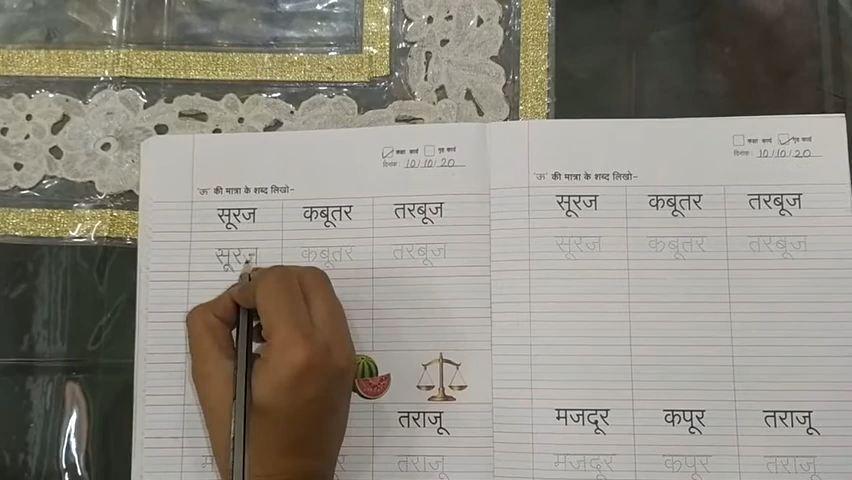 कक्षा कार्य गृह कार्य
दिनांक: 10/10/20
'ऊ' की मात्रा के शब्द लिखो-
सूरज कबूतर तरबूज
सूरज कबूतर तरबूज
तराजू
तराजू
कक्षा कार्य गृह कार्य
दिनांक: 10/10/20
'ऊ' की मात्रा के शब्द लिखो-
सूरज कबूतर तरबूज
सूरज कबूतर तरबूज
मजदूर कपूर तराजू
मजदूर कपूर तराजू